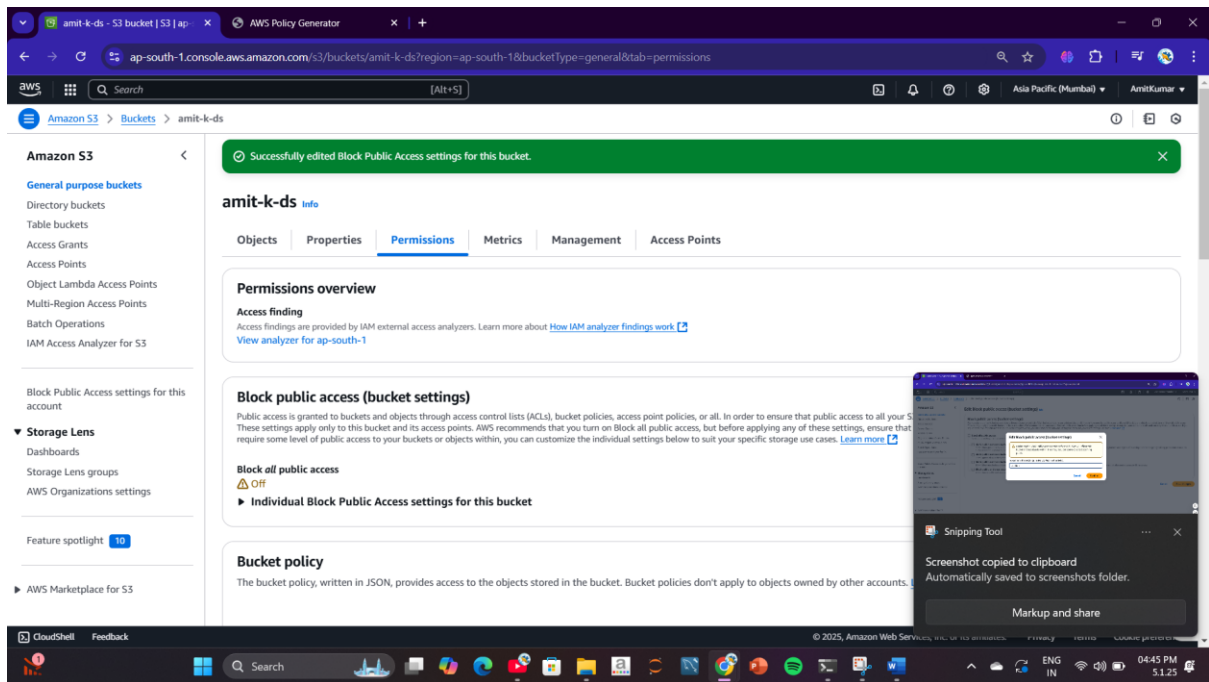 amit-k-ds - S3 bucket | S3 | ap-
AWS Policy Generator
ap-south-1.console.aws.amazon.com/s3/buckets/amit-k-ds?region=ap-south-1&bucketType=general&tab=permissions
aws
Search
[Alt+S]
Asia Pacific (Mumbai)
AmitKumar
Amazon S3 > Buckets > amit-k-ds
Amazon S3
General purpose buckets
Directory buckets
Table buckets
Access Grants
Access Points
Object Lambda Access Points
Multi-Region Access Points
Batch Operations
IAM Access Analyzer for S3
Block Public Access settings for this
account
Storage Lens
Dashboards
Storage Lens groups
AWS Organizations settings
Feature spotlight 10
AWS Marketplace for S3
Successfully edited Block Public Access settings for this bucket.
amit-k-ds Info
Objects
Properties
Permissions
Metrics
Management
Access Points
Permissions overview
Access finding
Access findings are provided by IAM external access analyzers. Learn more about How IAM analyzer findings work
View analyzer for ap-south-1
Block public access (bucket settings)
Public access is granted to buckets and objects through access control lists (ACLs), bucket policies, access point policies, or all. In order to ensure that public access to all your S
These settings apply only to this bucket and its access points. AWS recommends that you turn on Block all public access, but before applying any of these settings, ensure that
require some level of public access to your buckets or objects within, you can customize the individual settings below to suit your specific storage use cases. Learn more
Block all public access
Off
Individual Block Public Access settings for this bucket
Bucket policy
The bucket policy, written in JSON, provides access to the objects stored in the bucket. Bucket policies don't apply to objects owned by other accounts.
Snipping Tool
Screenshot copied to clipboard
Automatically saved to screenshots folder.
Markup and share
CloudShell
Feedback
© 2025, Amazon Web Services, Inc. or its affiliates.
Privacy
Terms
Cookie preferen
1
Search
a
ENG
IN
04:45 PM
5.1.25